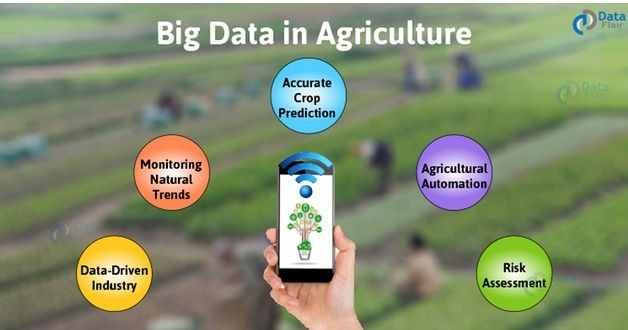 Big Data in Agriculture
Data
Flair
Accurate
Crop
Prediction
Monitoring
Natural
Trends
Agricultural
Automation
Data-Driven
Industry
Risk
Assessment